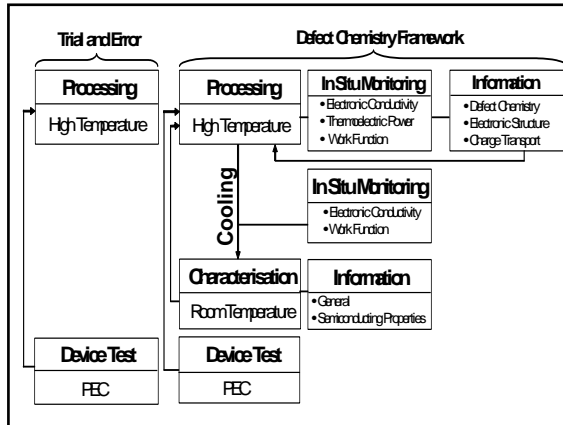 Trial and Error
Defect Chemistry Framework
Processing
High Temperature
Processing
High Temperature
In Situ Monitoring
• Electronic Conductivity
• Thermoelectric Power
• Work Function
Information
• Defect Chemistry
• Electronic Structure
• Charge Transport
Cooling
In Situ Monitoring
• Electronic Conductivity
• Work Function
Characterisation
Room Temperature
Information
• General
• Semiconducting Properties
Device Test
PEC
Device Test
PEC